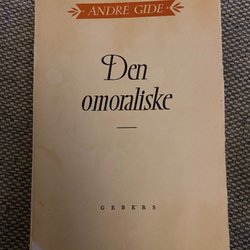 ANDRÉ GIDE
Den
omoraliske
GEBERS